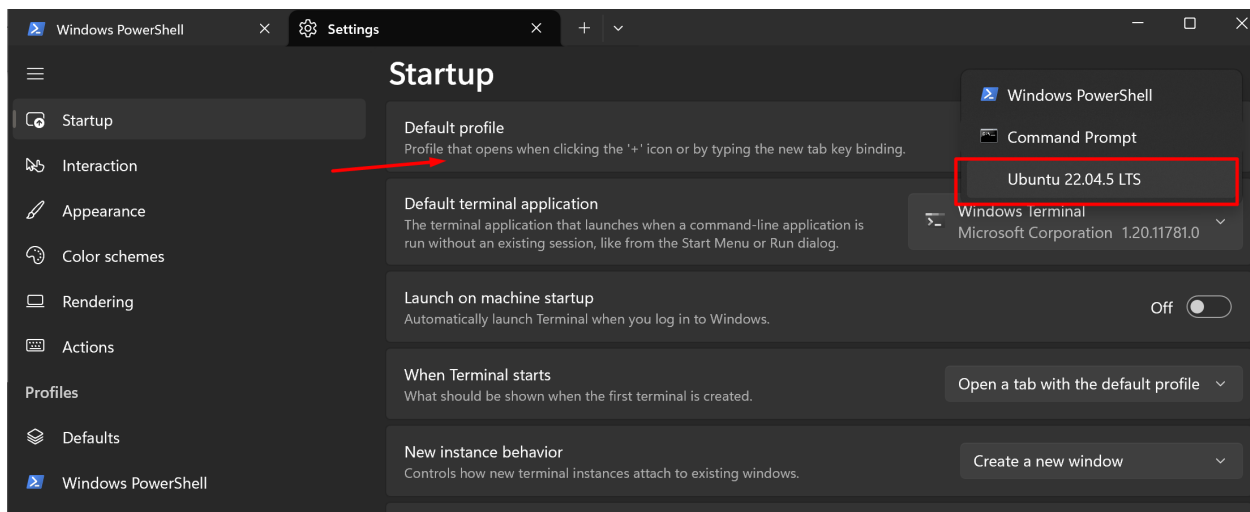 Windows PowerShell
Settings
Startup
Windows PowerShell
Startup
Default profile
Command Prompt
Profile that opens when clicking the '+' icon or by typing the new tab key binding.
Interaction
Ubuntu 22.04.5 LTS
Appearance
Default terminal application
The terminal application that launches when a command-line application is
run without an existing session, like from the Start Menu or Run dialog.
Windows Terminal
Microsoft Corporation 1.20.11781.0
Color schemes
Rendering
Launch on machine startup
Automatically launch Terminal when you log in to Windows.
Off
Actions
When Terminal starts
What should be shown when the first terminal is created.
Open a tab with the default profile
Profiles
Defaults
New instance behavior
Controls how new terminal instances attach to existing windows.
Create a new window
Windows PowerShell